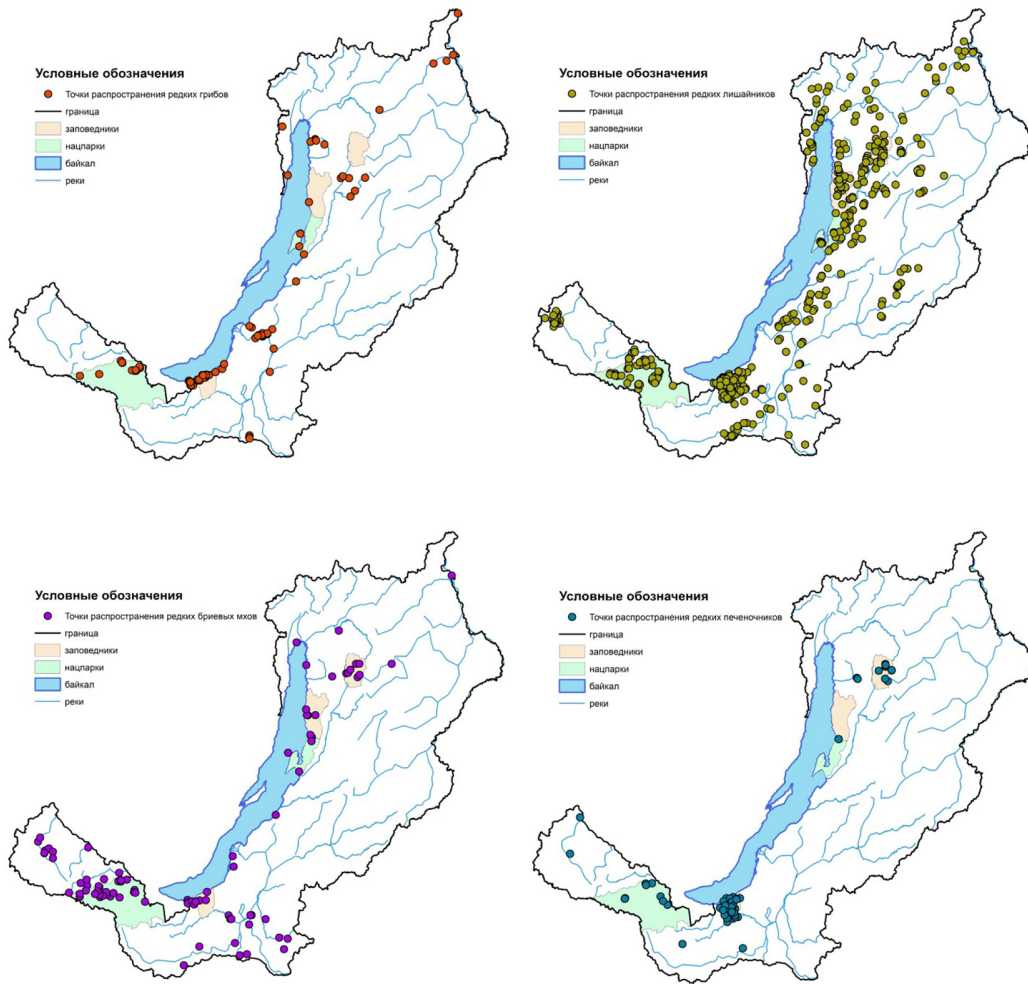 Условные обозначения
Точки распространения редких грибов
граница
заповедники
нацпарки
байкал
реки
Условные обозначения
Точки распространения редких лишайников
граница
заповедники
нацпарки
байкал
реки
Условные обозначения
Точки распространения редких бриевых мхов
граница
заповедники
нацпарки
байкал
реки
Условные обозначения
Точки распространения редких печеночников
граница
заповедники
нацпарки
байкал
реки